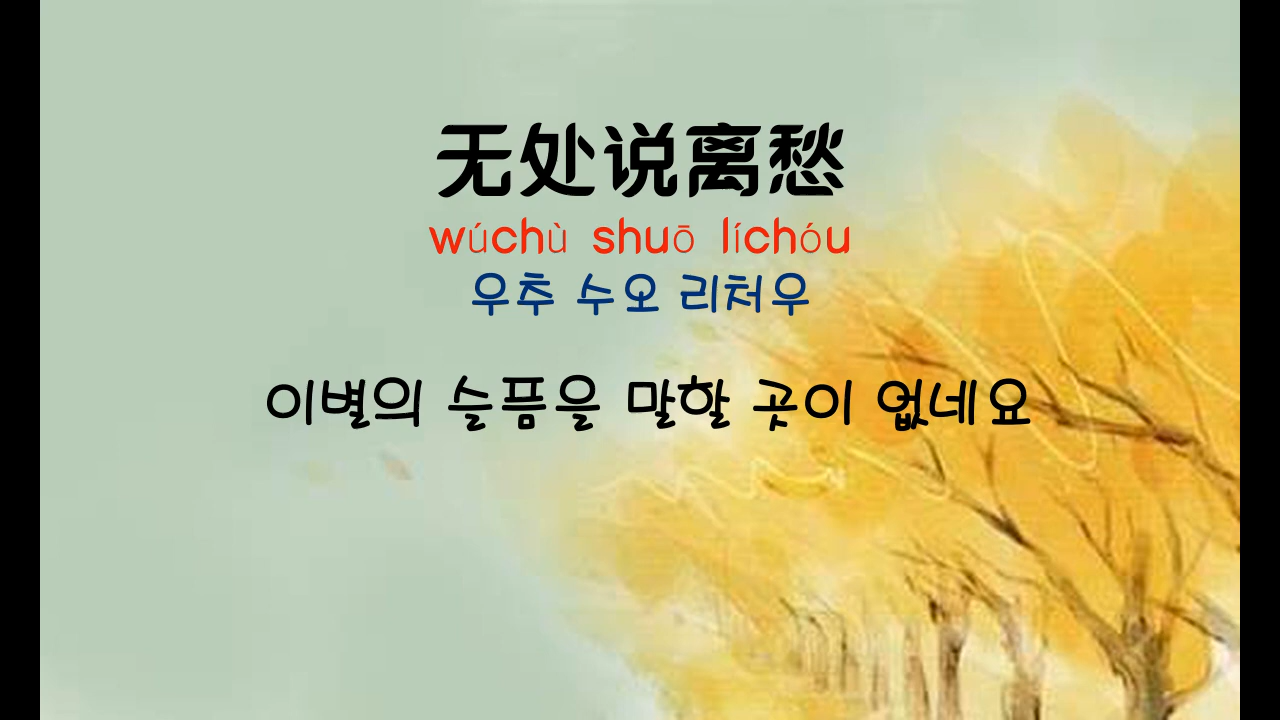 无处说离愁
wúchù shuō líchóu
우추 수오 리처우
이별의 슬픔을 말할 곳이 없네요